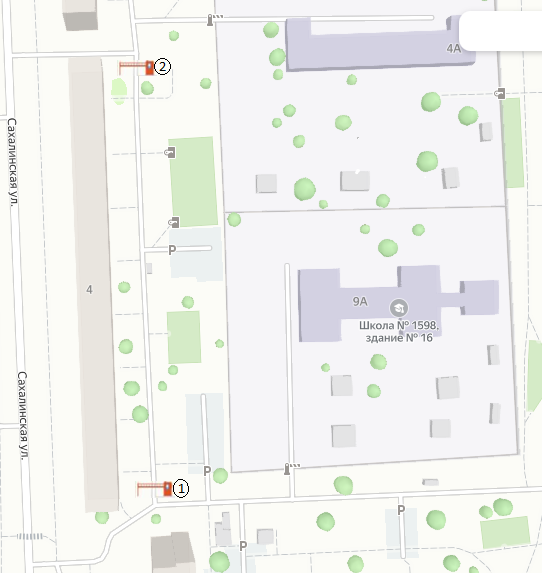 4А
②
Сахалинская ул.
P
4
9А
Школа № 1598,
здание № 16
Сахалинская ул.
P
①
P
P